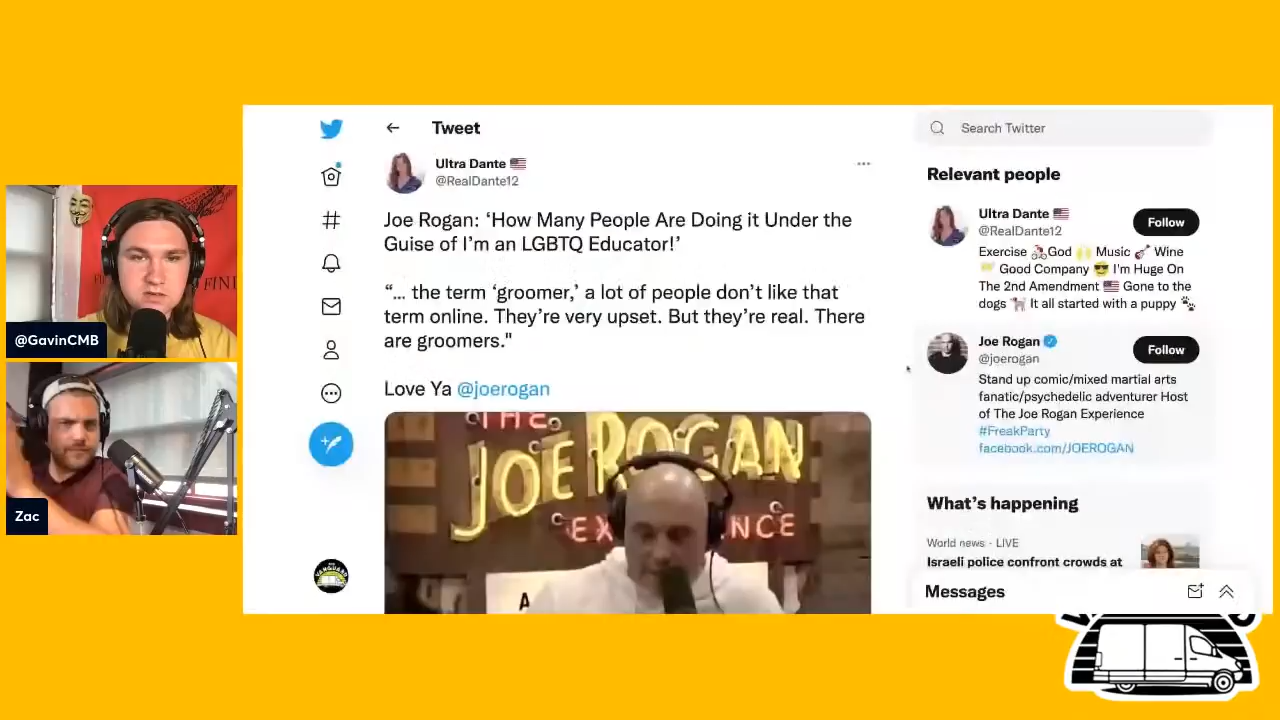 Tweet
Ultra Dante 🇺🇸
@RealDante12
Joe Rogan: ‘How Many People Are Doing it Under the
Guise of I’m an LGBTQ Educator!’
“... the term ‘groomer,’ a lot of people don’t like that
term online. They’re very upset. But they’re real. There
are groomers."
Love Ya @joerogan
THE
JOE ROGAN
EX NCE
A
Search Twitter
Relevant people
Ultra Dante 🇺🇸
@RealDante12
Follow
Exercise 🚴God 🙌 Music 🎸 Wine
🥂 Good Company 😎 I'm Huge On
The 2nd Amendment 🇺🇸 Gone to the
dogs 🐕 It all started with a puppy 🐾
Joe Rogan
@joerogan
Follow
Stand up comic/mixed martial arts
fanatic/psychedelic adventurer Host
of The Joe Rogan Experience
#FreakParty
facebook.com/JOEROGAN
What’s happening
World news · LIVE
Israeli police confront crowds at
Messages
@GavinCMB
Zac
VANGUARD